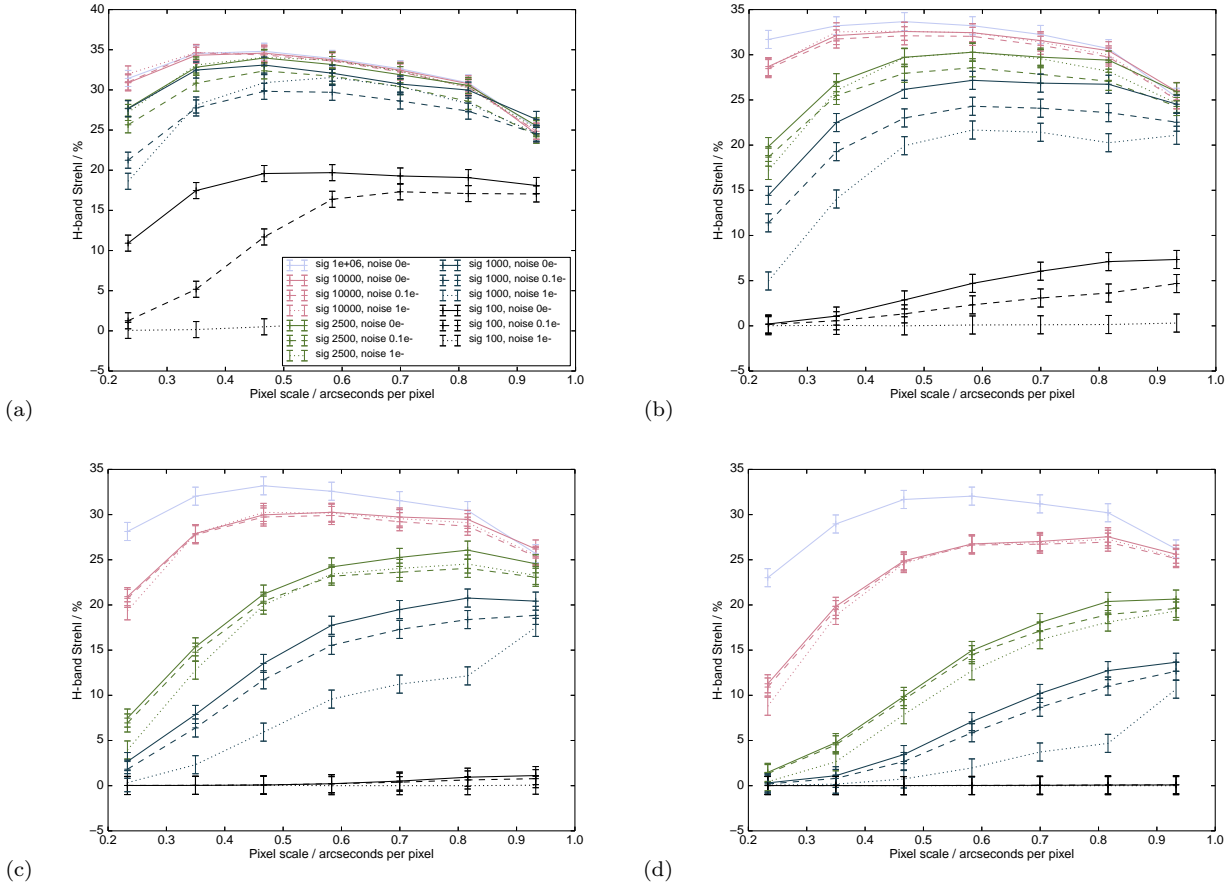 40
35
30
25
20
15
10
5
0
−5
H-band Strehl / %
sig 1e+06, noise 0e-
sig 10000, noise 0e-
sig 10000, noise 0.1e-
sig 10000, noise 1e-
sig 2500, noise 0e-
sig 2500, noise 0.1e-
sig 2500, noise 1e-
sig 1000, noise 0e-
sig 1000, noise 0.1e-
sig 1000, noise 1e-
sig 100, noise 0e-
sig 100, noise 0.1e-
sig 100, noise 1e-
0.2 0.3 0.4 0.5 0.6 0.7 0.8 0.9 1.0
Pixel scale / arcseconds per pixel
(a)
35
30
25
20
15
10
5
0
−5
H-band Strehl / %
0.2 0.3 0.4 0.5 0.6 0.7 0.8 0.9 1.0
Pixel scale / arcseconds per pixel
(b)
35
30
25
20
15
10
5
0
−5
H-band Strehl / %
0.2 0.3 0.4 0.5 0.6 0.7 0.8 0.9 1.0
Pixel scale / arcseconds per pixel
(c)
35
30
25
20
15
10
5
0
−5
H-band Strehl / %
0.2 0.3 0.4 0.5 0.6 0.7 0.8 0.9 1.0
Pixel scale / arcseconds per pixel
(d)